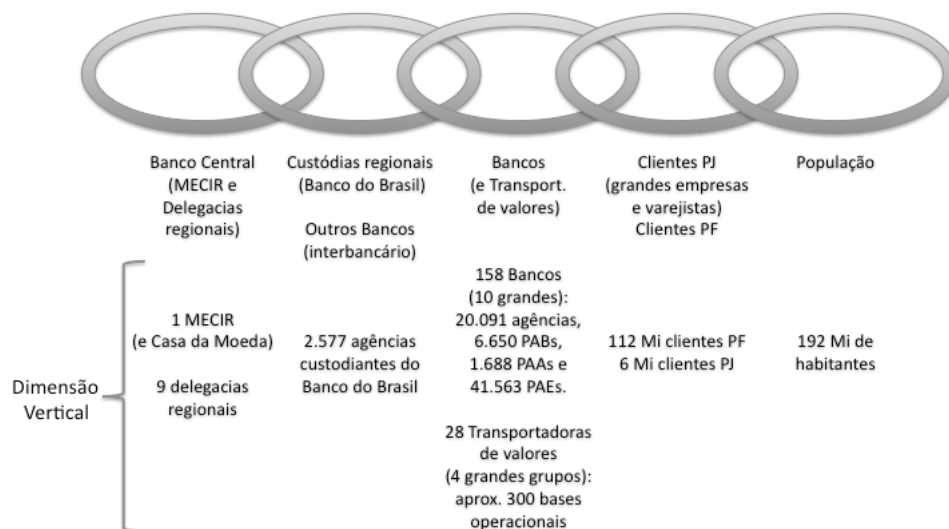 Banco Central
(MECIR e
Delegacias
regionais)
Custódias regionais
(Banco do Brasil)
Outros Bancos
(interbancário)
Bancos
(e Transport.
de valores)
Clientes PJ
(grandes empresas
e varejistas)
Clientes PF
População
Dimensão
Vertical
1 MECIR
(e Casa da Moeda)
9 delegacias
regionais
2.577 agências
custodiantes do
Banco do Brasil
158 Bancos
(10 grandes):
20.091 agências,
6.650 PABs,
1.688 PAAs e
41.563 PAEs.
28 Transportadoras
de valores
(4 grandes grupos):
aprox. 300 bases
operacionais
112 Mi clientes PF
6 Mi clientes PJ
192 Mi de
habitantes